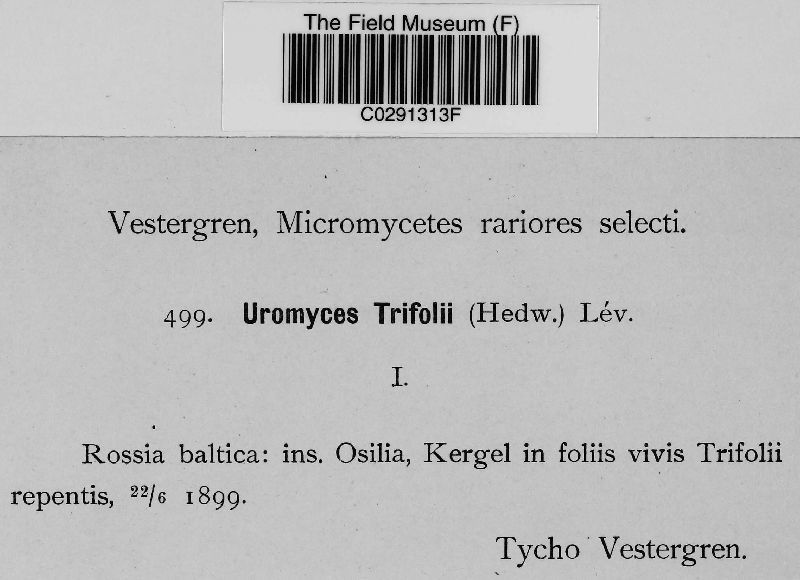 The Field Museum (F)
C0291313F
Vestergren, Micromycetes rariores selecti.
499. Uromyces Trifolii (Hedw.) Lév.
I.
Rossia baltica: ins. Osilia, Kergel in foliis vivis Trifolii
repentis, 22/6 1899.
Tycho Vestergren.